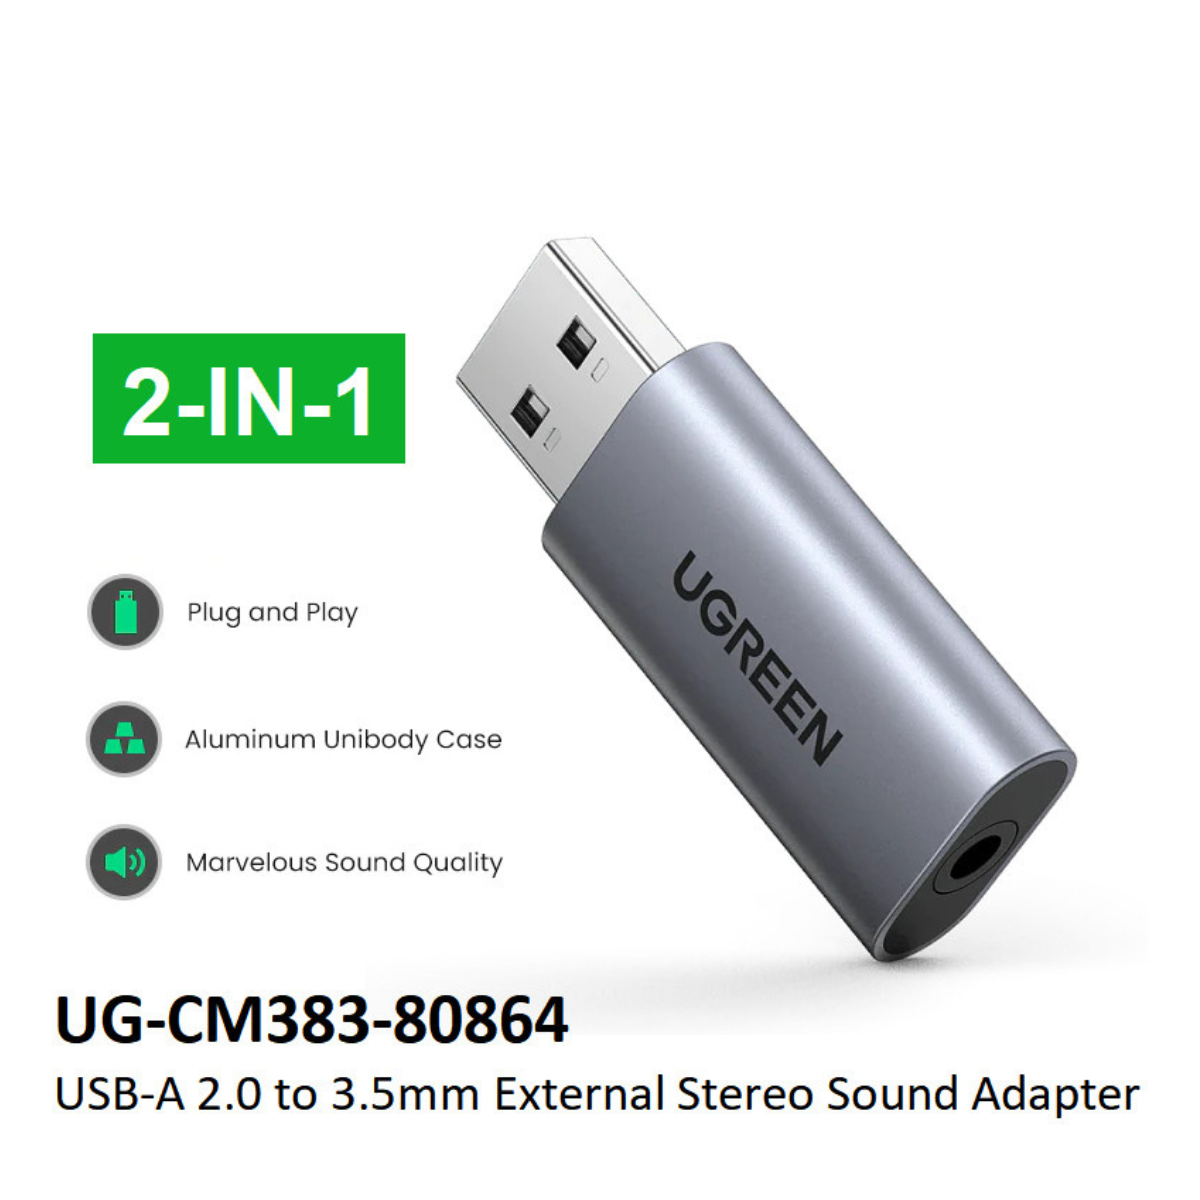 2-IN-1
Plug and Play
Aluminum Unibody Case
Marvelous Sound Quality
UGREEN
UG-CM383-80864
USB-A 2.0 to 3.5mm External Stereo Sound Adapter